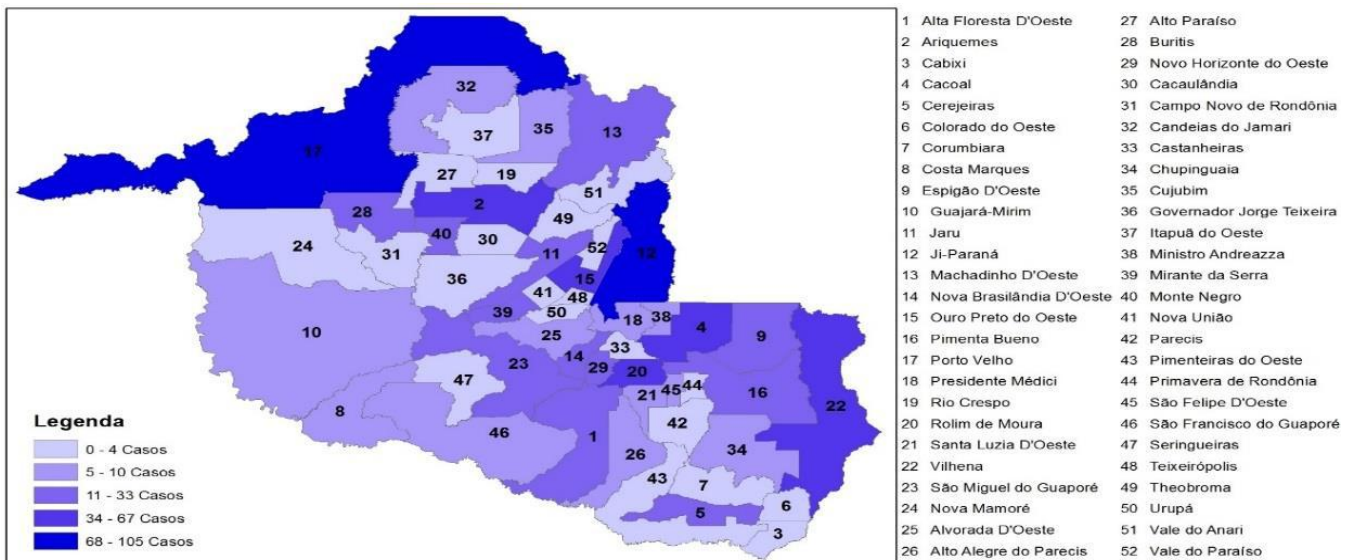 32
37
35
13
17
27
19
51
2
28
49
40
30
52
24
31
11
12
36
15
41
48
39
50
10
25
18
38
4
9
33
14
23
29
20
47
21
45
44
16
22
8
42
46
1
34
26
43
7
6
5
3
Legenda
0 - 4 Casos
5 - 10 Casos
11 - 33 Casos
34 - 67 Casos
68 - 105 Casos
1 Alta Floresta D'Oeste
2 Ariquemes
3 Cabixi
4 Cacoal
5 Cerejeiras
6 Colorado do Oeste
7 Corumbiara
8 Costa Marques
9 Espigão D'Oeste
10 Guajará-Mirim
11 Jaru
12 Ji-Paraná
13 Machadinho D'Oeste
14 Nova Brasilândia D'Oeste
15 Ouro Preto do Oeste
16 Pimenta Bueno
17 Porto Velho
18 Presidente Médici
19 Rio Crespo
20 Rolim de Moura
21 Santa Luzia D'Oeste
22 Vilhena
23 São Miguel do Guaporé
24 Nova Mamoré
25 Alvorada D'Oeste
26 Alto Alegre do Parecis
27 Alto Paraíso
28 Buritis
29 Novo Horizonte do Oeste
30 Cacaulândia
31 Campo Novo de Rondônia
32 Candeias do Jamari
33 Castanheiras
34 Chupinguaia
35 Cujubim
36 Governador Jorge Teixeira
37 Itapuã do Oeste
38 Ministro Andreazza
39 Mirante da Serra
40 Monte Negro
41 Nova União
42 Parecis
43 Pimenteiras do Oeste
44 Primavera de Rondônia
45 São Felipe D'Oeste
46 São Francisco do Guaporé
47 Seringueiras
48 Teixeirópolis
49 Theobroma
50 Urupá
51 Vale do Anari
52 Vale do Paraíso